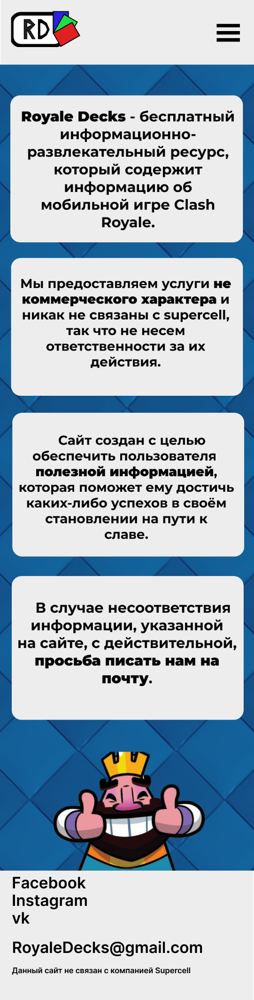 RD
Royale Decks - бесплатный
информационно-
развлекательный ресурс,
который содержит
информацию об
мобильной игре Clash
Royale.
Мы предоставляем услуги не
коммерческого характера и
никак не связаны с supercell,
так что не несем
ответственности за их
действия.
Сайт создан с целью
обеспечить пользователя
полезной информацией,
которая поможет ему достичь
каких-либо успехов в своём
становлении на пути к
славе.
В случае несоответствия
информации, указанной
на сайте, с действительной,
просьба писать нам на
почту.
Facebook
Instagram
vk
RoyaleDecks@gmail.com
Данный сайт не связан с компанией Supercell